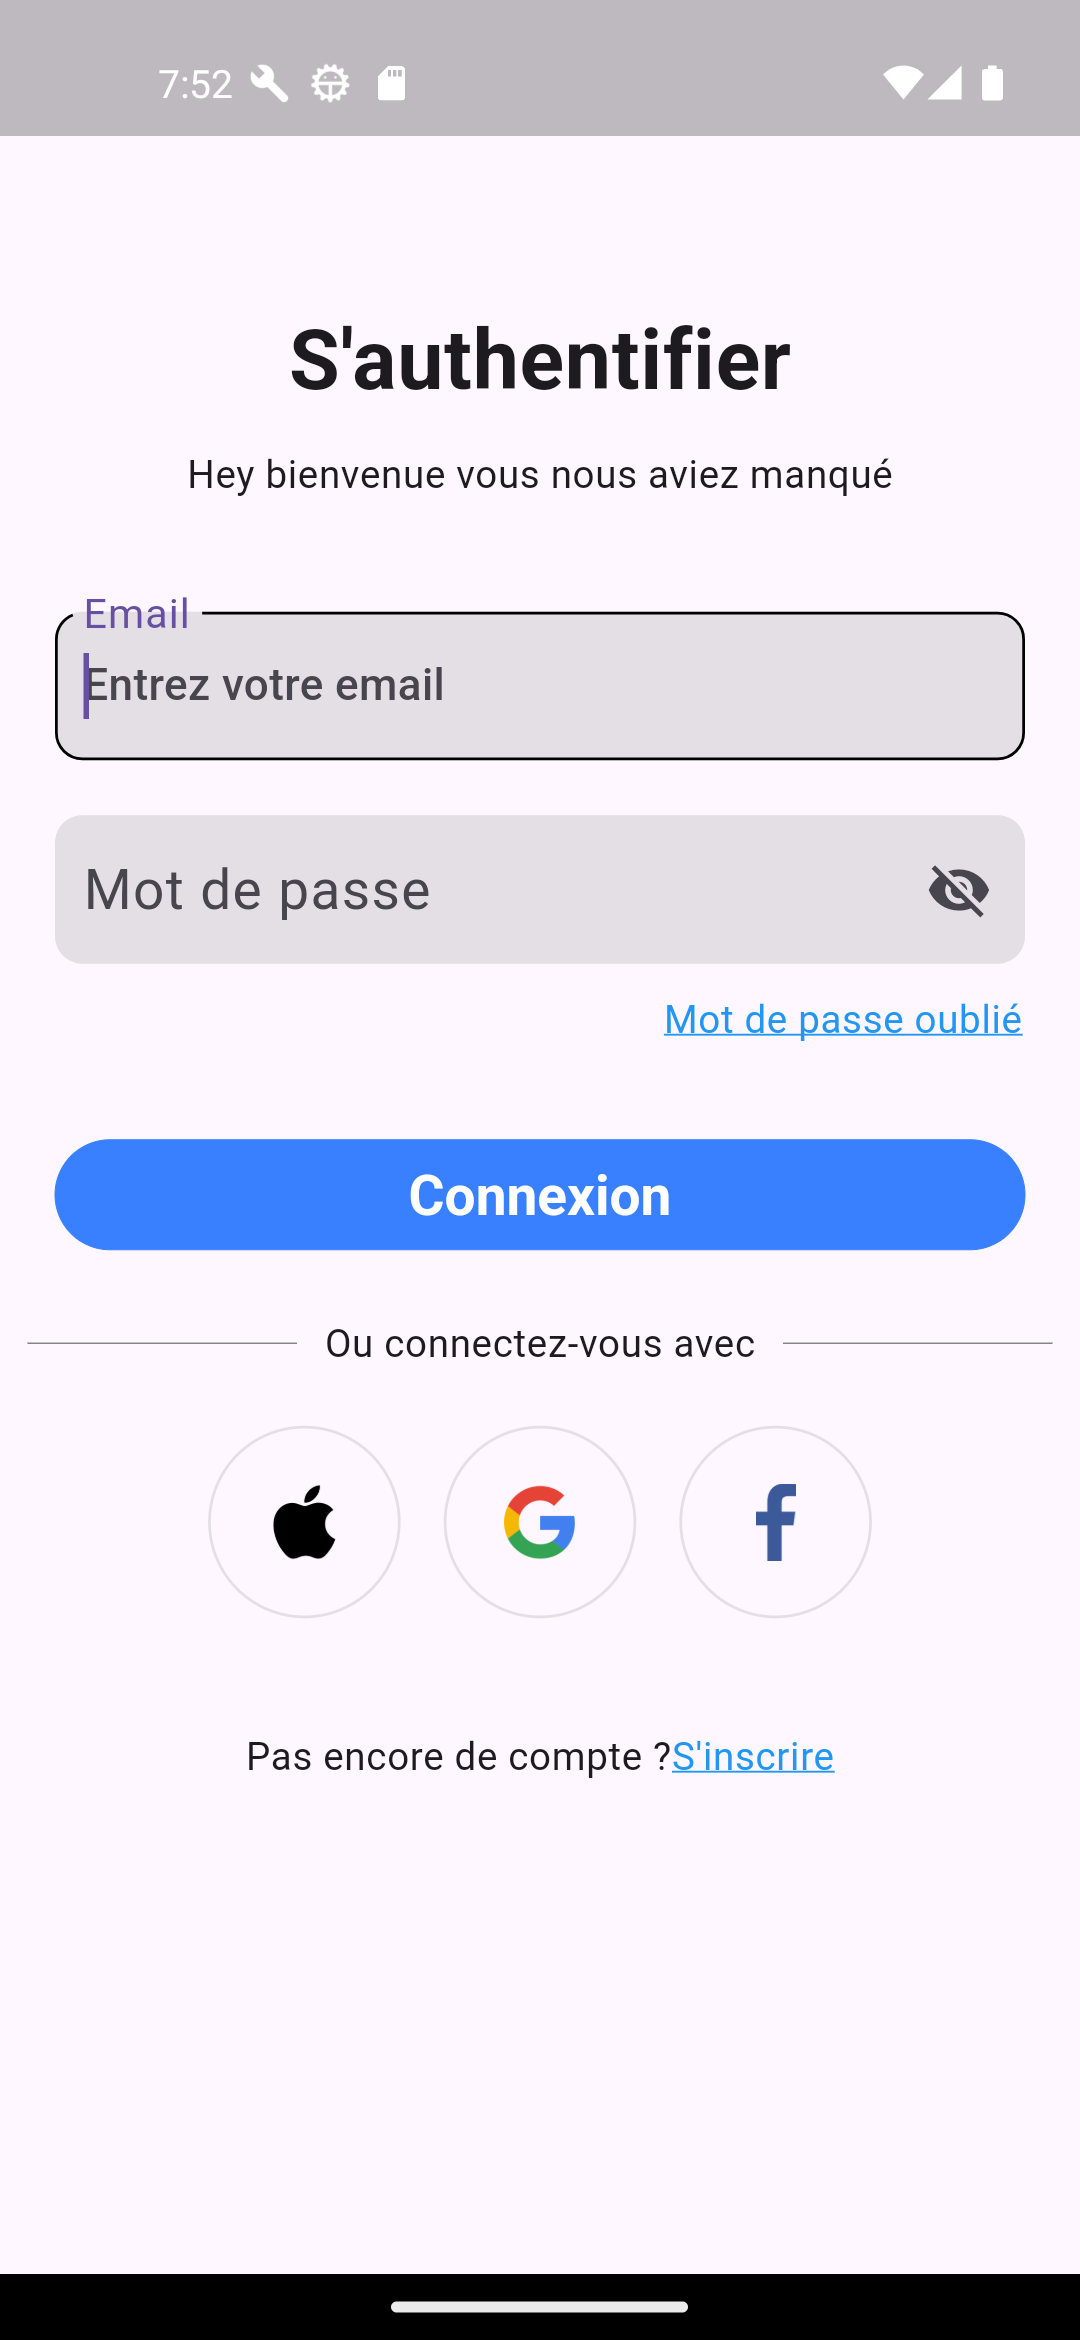 7:52
S'authentifier
Hey bienvenue vous nous aviez manqué
Email
Entrez votre email
Mot de passe
Mot de passe oublié
Connexion
Ou connectez-vous avec
Pas encore de compte ?S'inscrire